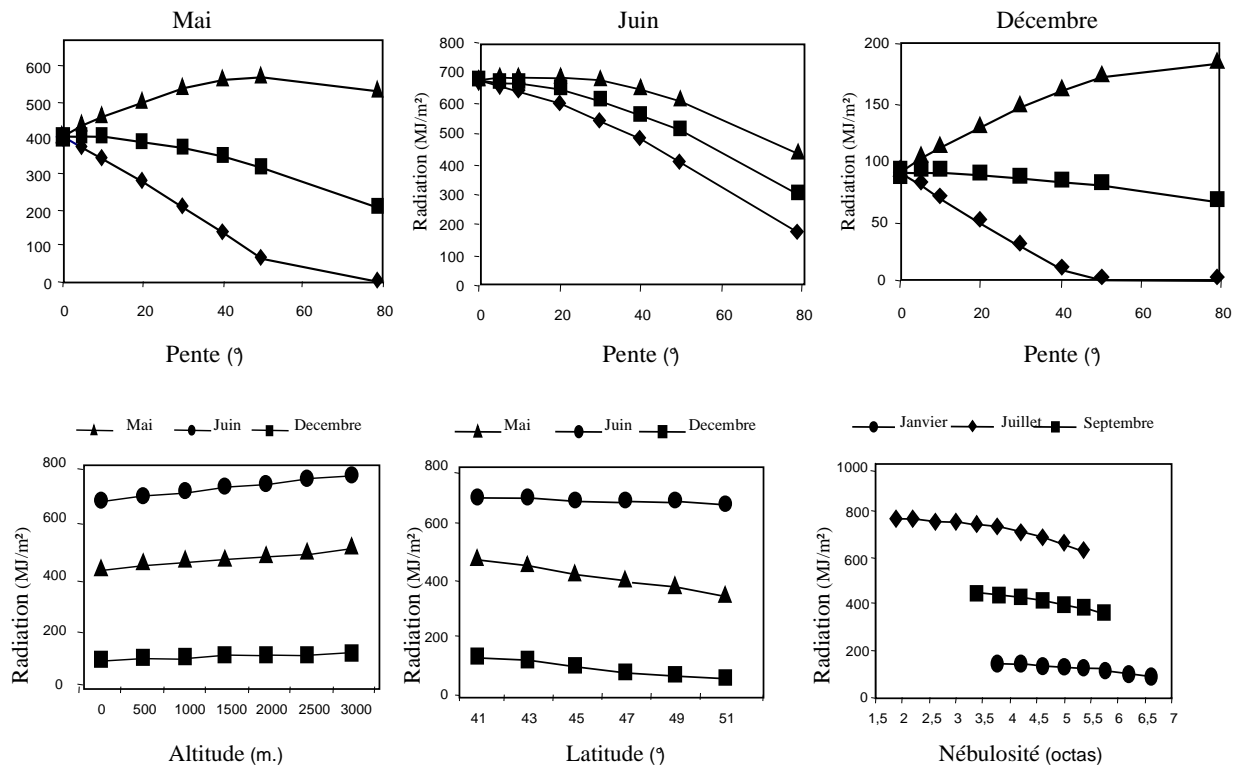 Mai
600
500
400
300
200
100
0
0 20 40 60 80
Pente (°)
Juin
Radiation (MJ/m²)
800
700
600
500
400
300
200
100
0
0 20 40 60 80
Pente (°)
Décembre
Radiation (MJ/m²)
200
150
100
50
0
0 20 40 60 80
Pente (°)
Mai Juin Decembre
Radiation (MJ/m²)
800
600
400
200
0
0 500 1000 1500 2000 2500 3000
Altitude (m.)
Mai Juin Decembre
Radiation (MJ/m²)
800
600
400
200
0
41 43 45 47 49 51
Latitude (°)
Janvier Juillet Septembre
Radiation (MJ/m²)
1000
800
600
400
200
0
1,5 2 2,5 3 3,5 4 4,5 5 5,5 6 6,5 7
Nébulosité (octas)